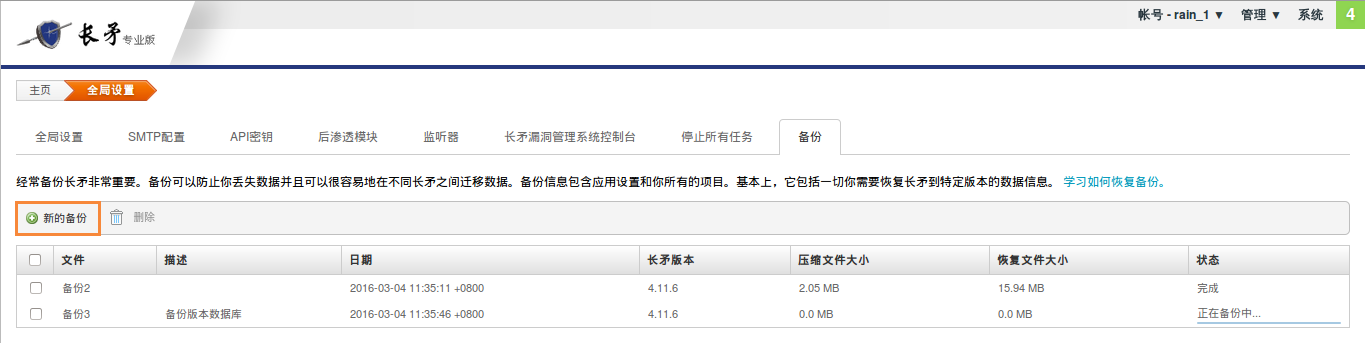 帐号 - rain_1 ▼ 管理 ▼ 系统 4
长矛 专业版
主页 全局设置
全局设置 SMTP配置 API密钥 后渗透模块 监听器 长矛漏洞管理系统控制台 停止所有任务 备份
经常备份长矛非常重要。备份可以防止你丢失数据并且可以很容易地在不同长矛之间迁移数据。备份信息包含应用设置和你所有的项目。基本上，它包括一切你需要恢复长矛到特定版本的数据信息。 学习如何恢复备份。
新的备份 删除
文件 描述 日期 长矛版本 压缩文件大小 恢复文件大小 状态
备份2 2016-03-04 11:35:11 +0800 4.11.6 2.05 MB 15.94 MB 完成
备份3 备份版本数据库 2016-03-04 11:35:46 +0800 4.11.6 0.0 MB 0.0 MB 正在备份中...